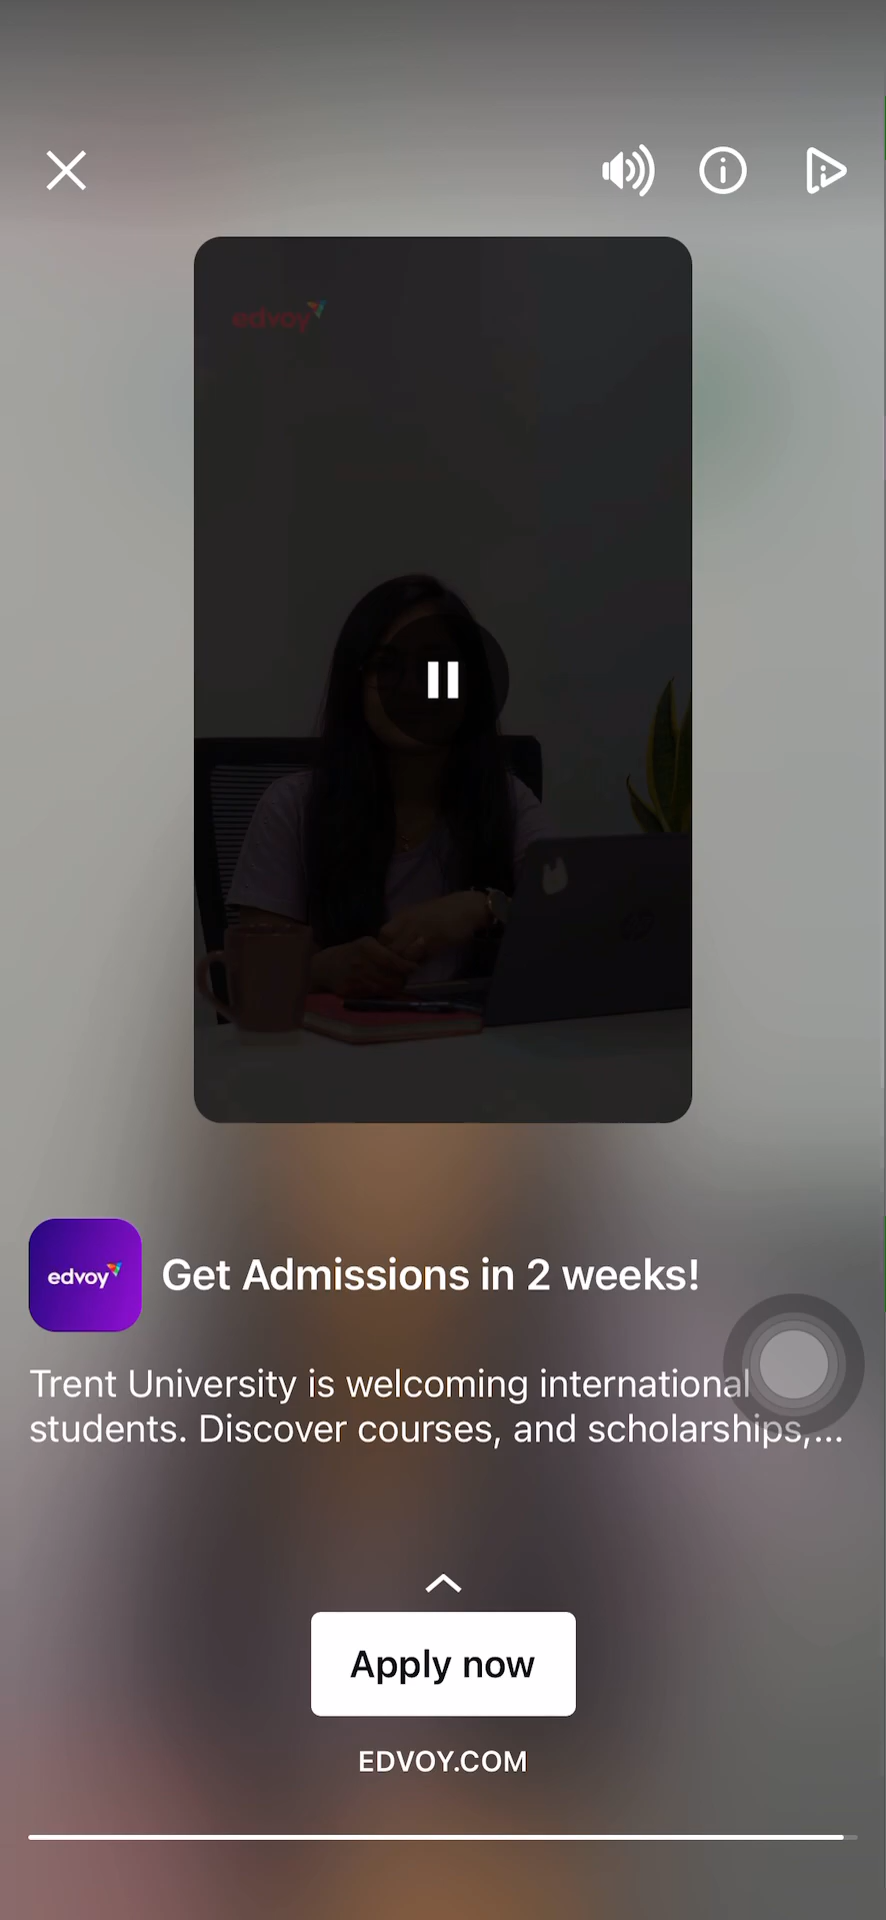 edvoy
edvoy
Get Admissions in 2 weeks!
Trent University is welcoming international
students. Discover courses, and scholarships,...
Apply now
EDVOY.COM